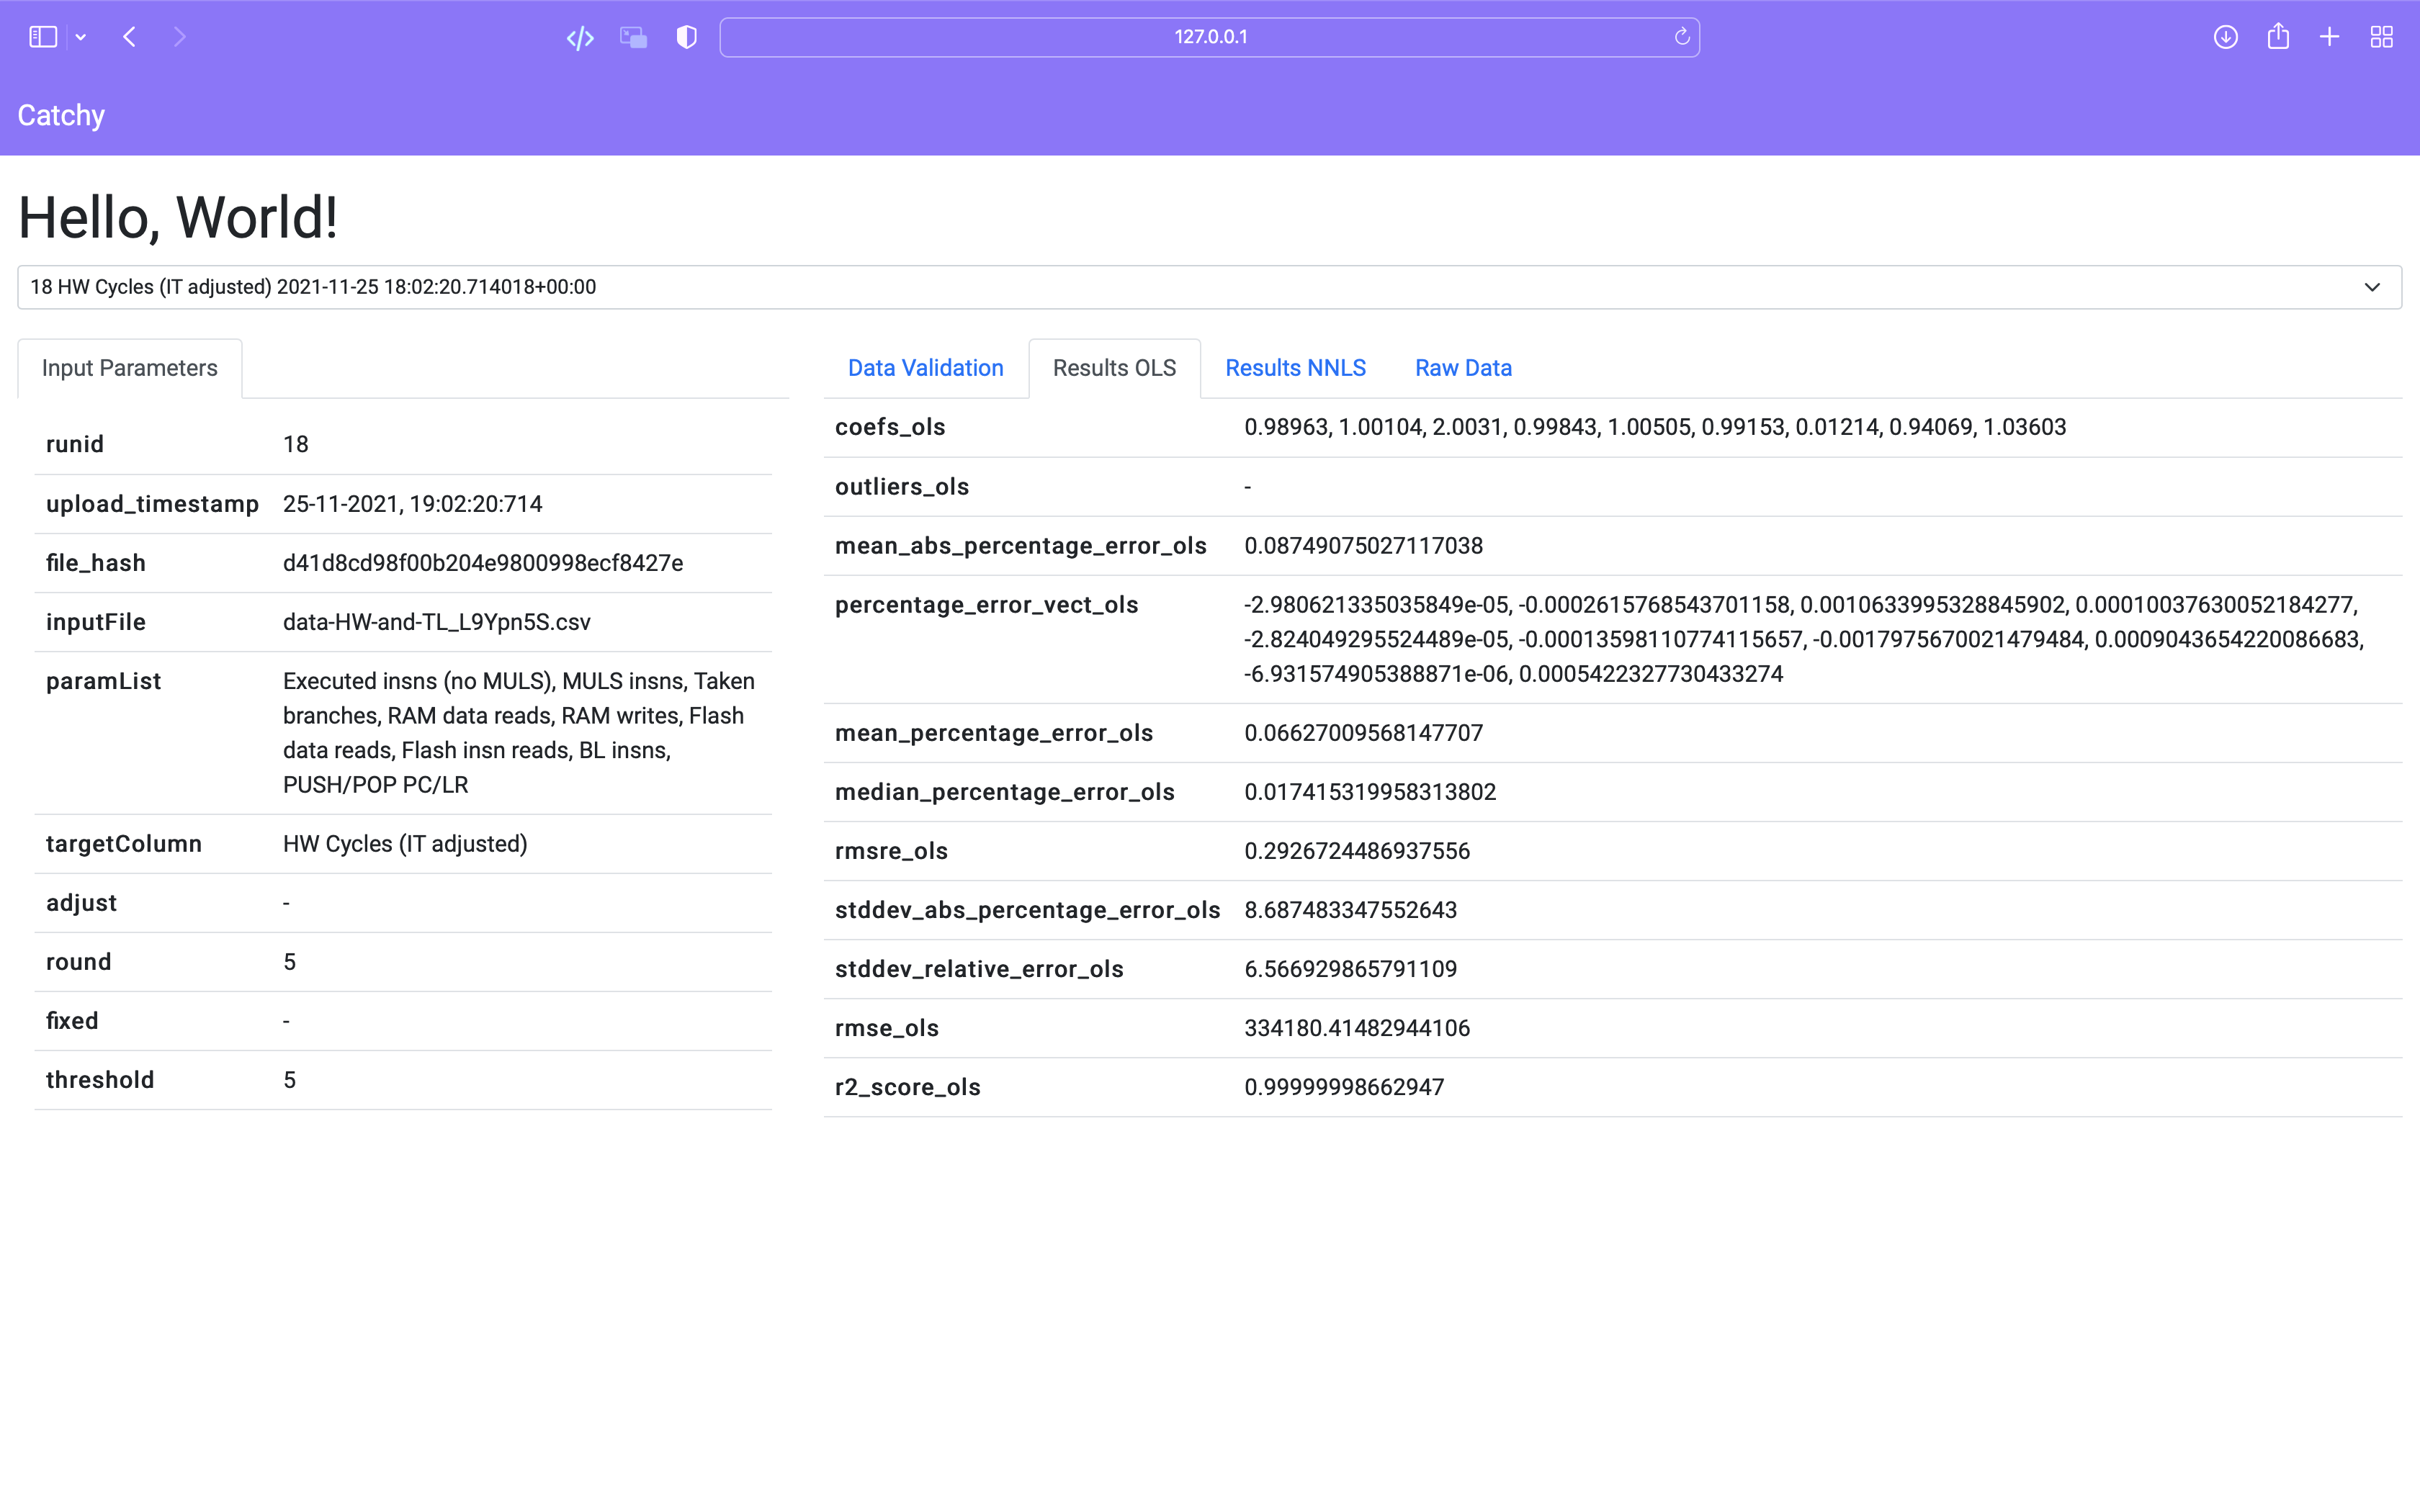 127.0.0.1
Catchy
Hello, World!
18 HW Cycles (IT adjusted) 2021-11-25 18:02:20.714018+00:00
Input Parameters
runid 18
upload_timestamp 25-11-2021, 19:02:20:714
file_hash d41d8cd98f00b204e9800998ecf8427e
inputFile data-HW-and-TL_L9Ypn5S.csv
paramList Executed insns (no MULS), MULS insns, Taken
branches, RAM data reads, RAM writes, Flash
data reads, Flash insn reads, BL insns,
PUSH/POP PC/LR
targetColumn HW Cycles (IT adjusted)
adjust -
round 5
fixed -
threshold 5
Data Validation Results OLS Results NNLS Raw Data
coefs_ols 0.98963, 1.00104, 2.0031, 0.99843, 1.00505, 0.99153, 0.01214, 0.94069, 1.03603
outliers_ols -
mean_abs_percentage_error_ols 0.08749075027117038
percentage_error_vect_ols -2.980621335035849e-05, -0.0002615768543701158, 0.0010633995328845902, 0.00010037630052184277,
-2.824049295524489e-05, -0.00013598110774115657, -0.0017975670021479484, 0.0009043654220086683,
-6.931574905388871e-06, 0.0005422327730433274
mean_percentage_error_ols 0.06627009568147707
median_percentage_error_ols 0.017415319958313802
rmsre_ols 0.2926724486937556
stddev_abs_percentage_error_ols 8.687483347552643
stddev_relative_error_ols 6.566929865791109
rmse_ols 334180.41482944106
r2_score_ols 0.99999998662947